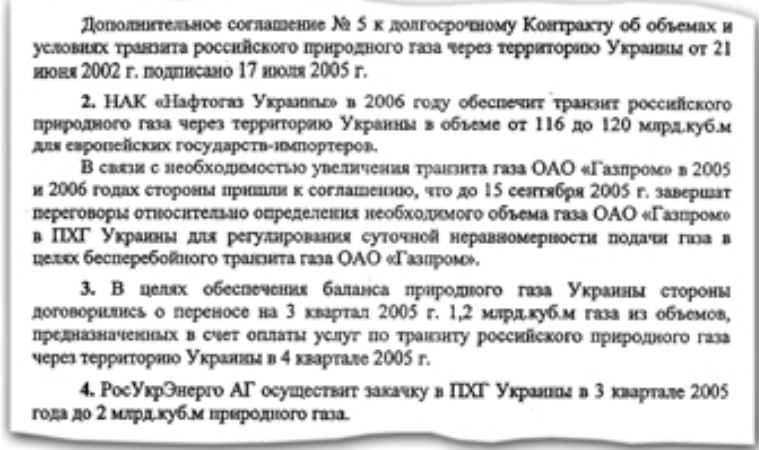 Дополнительное соглашение № 5 к долгосрочному Контракту об объемах и
условиях транзита российского природного газа через территорию Украины от 21
июня 2002 г. подписано 17 июля 2005 г.
2. НАК «Нафтогаз Украины» в 2006 году обеспечит транзит российского
природного газа через территорию Украины в объеме от 116 до 120 млрд.куб.м
для европейских государств-импортеров.
В связи с необходимостью увеличения транзита газа ОАО «Газпром» в 2005
и 2006 годах стороны пришли к соглашению, что до 15 сентября 2005 г. завершат
переговоры относительно определения необходимого объема газа ОАО «Газпром»
в ПХГ Украины для регулирования суточной неравномерности подачи газа в
целях бесперебойного транзита газа ОАО «Газпром».
3. В целях обеспечения баланса природного газа Украины стороны
договорились о переносе на 3 квартал 2005 г. 1,2 млрд.куб.м газа из объемов,
предназначенных в счет оплаты услуг по транзиту российского природного газа
через территорию Украины в 4 квартале 2005 г.
4. РосУкрЭнерго АГ осуществит закачку в ПХГ Украины в 3 квартале 2005
года до 2 млрд.куб.м природного газа.